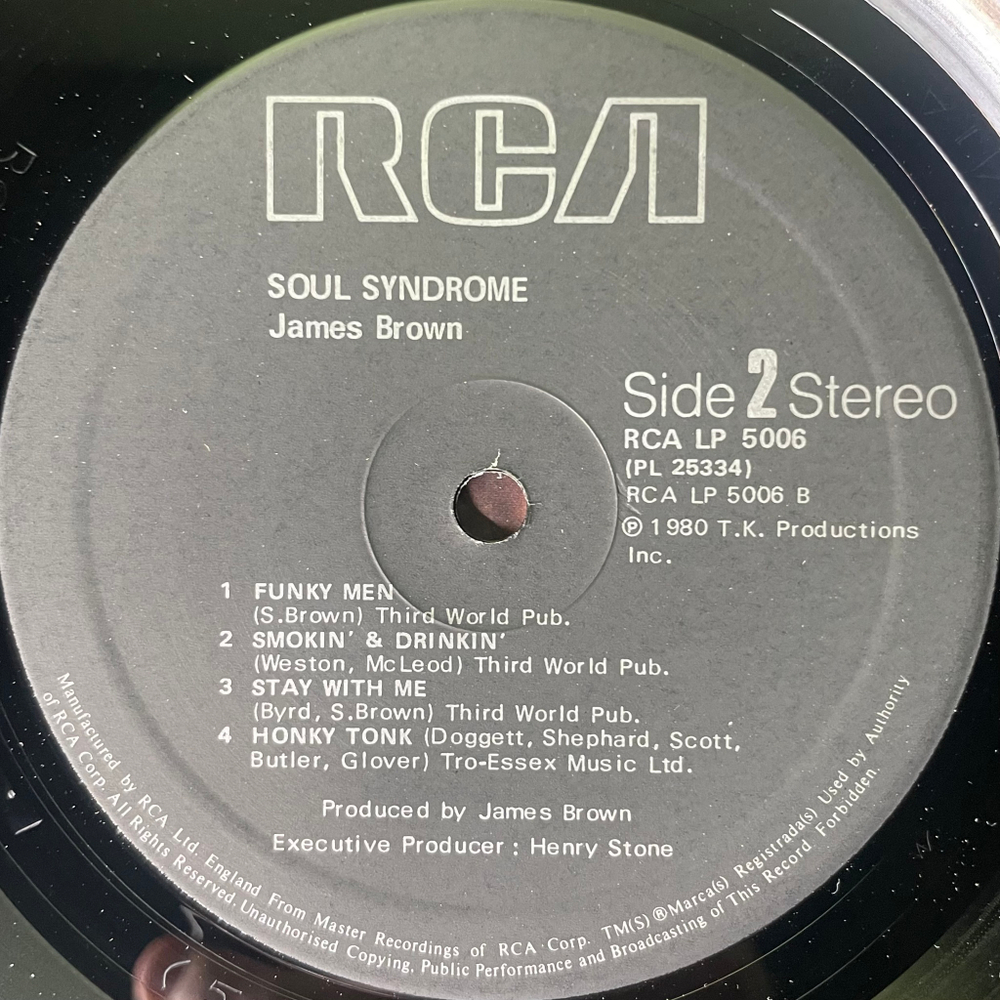 RCA
SOUL SYNDROME
James Brown
Side 2 Stereo
RCA LP 5006
(PL 25334)
RCA LP 5006 B
℗ 1980 T.K. Productions
Inc.
1 FUNKY MEN
(S.Brown) Third World Pub.
2 SMOKIN' & DRINKIN'
(Weston, McLeod) Third World Pub.
3 STAY WITH ME
(Byrd, S.Brown) Third World Pub.
4 HONKY TONK (Doggett, Shephard, Scott,
Butler, Glover) Tro-Essex Music Ltd.
Produced by James Brown
Executive Producer : Henry Stone
Manufactured by RCA Ltd. England From Master Recordings of RCA Corp. TM(S) ® Marca(s) Registrada(s) Used by Authority
of RCA Corp. All Rights Reserved. Unauthorised Copying, Public Performance and Broadcasting of This Record Forbidden.